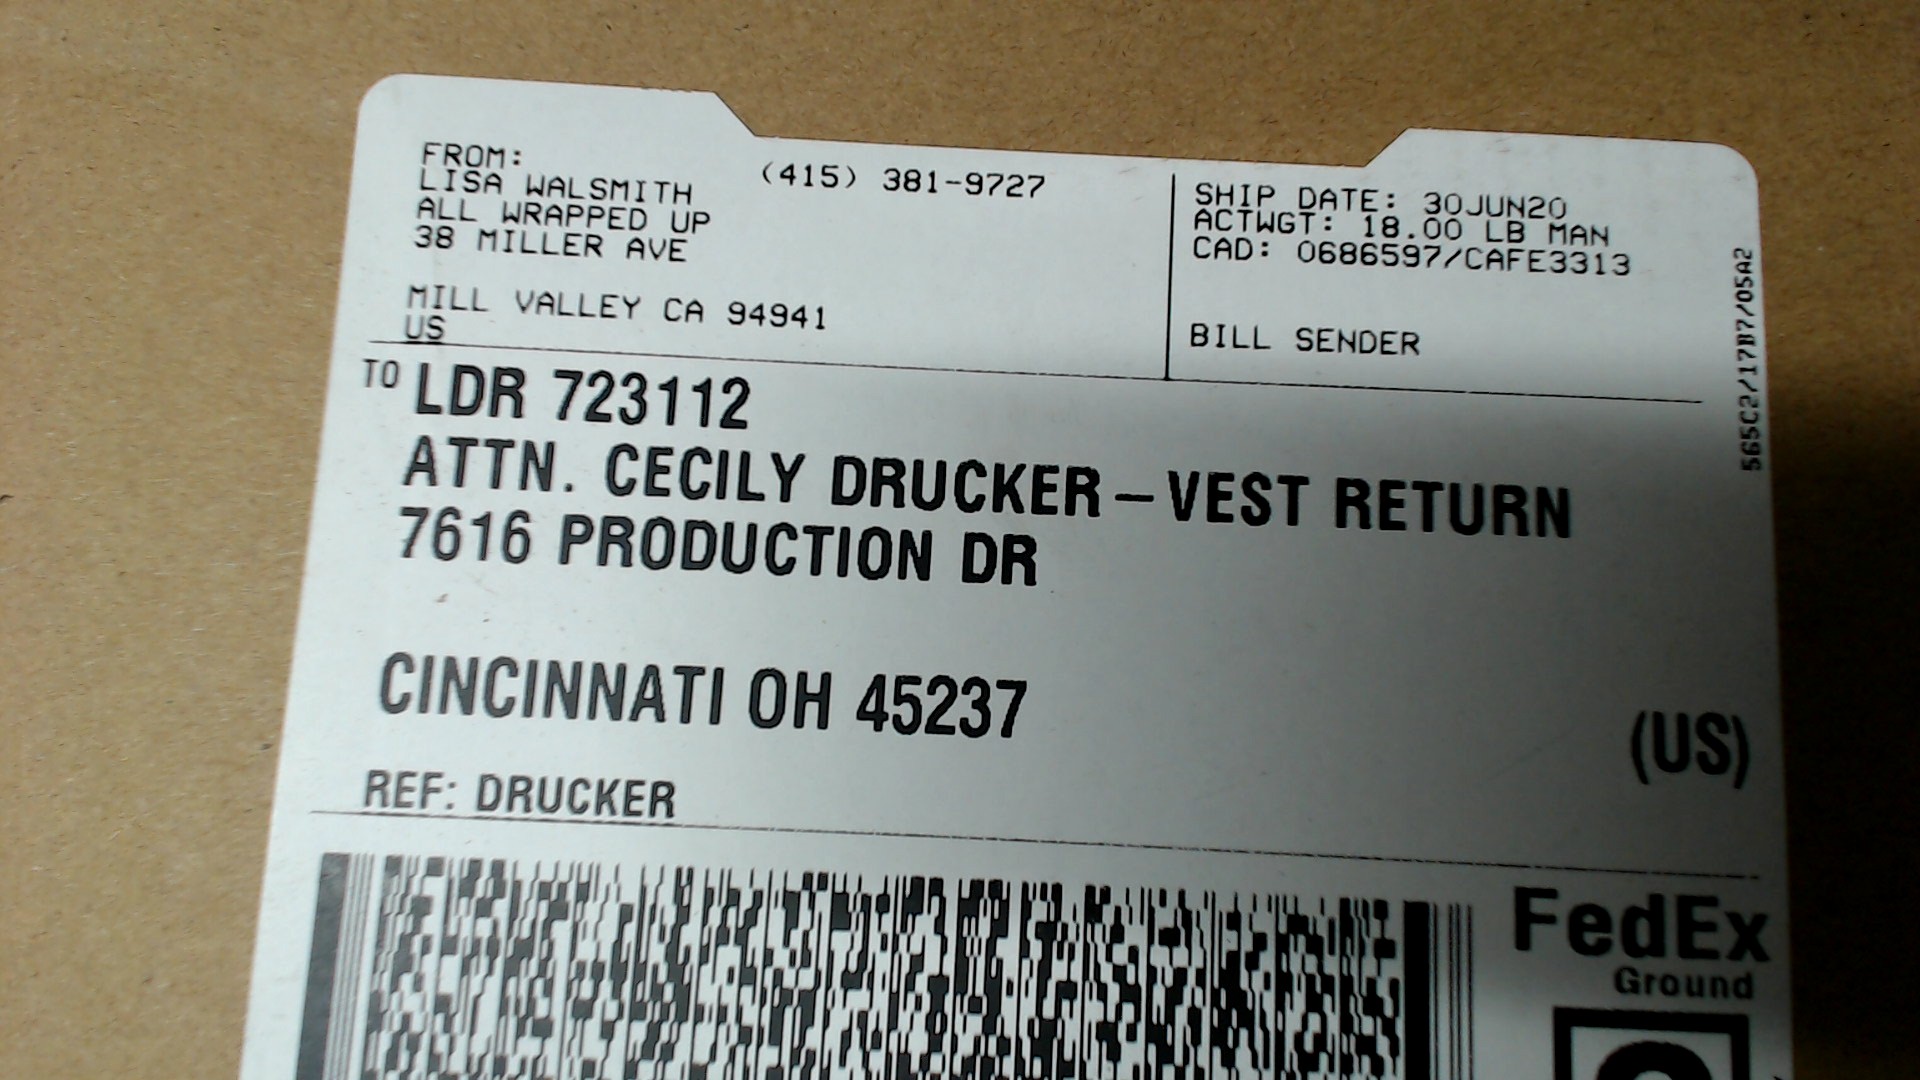 FROM:
LISA WALSMITH
(415) 381-9727
ALL WRAPPED UP
38 MILLER AVE
MILL VALLEY CA 94941
US
SHIP DATE: 30JUN20
ACTWGT: 18.00 LB MAN
CAD: 0686597/CAFE3313
BILL SENDER
565C2/17B7/05A2
TO LDR 723112
ATTN. CECILY DRUCKER – VEST RETURN
7616 PRODUCTION DR
CINCINNATI OH 45237
(US)
REF: DRUCKER
FedEx
Ground